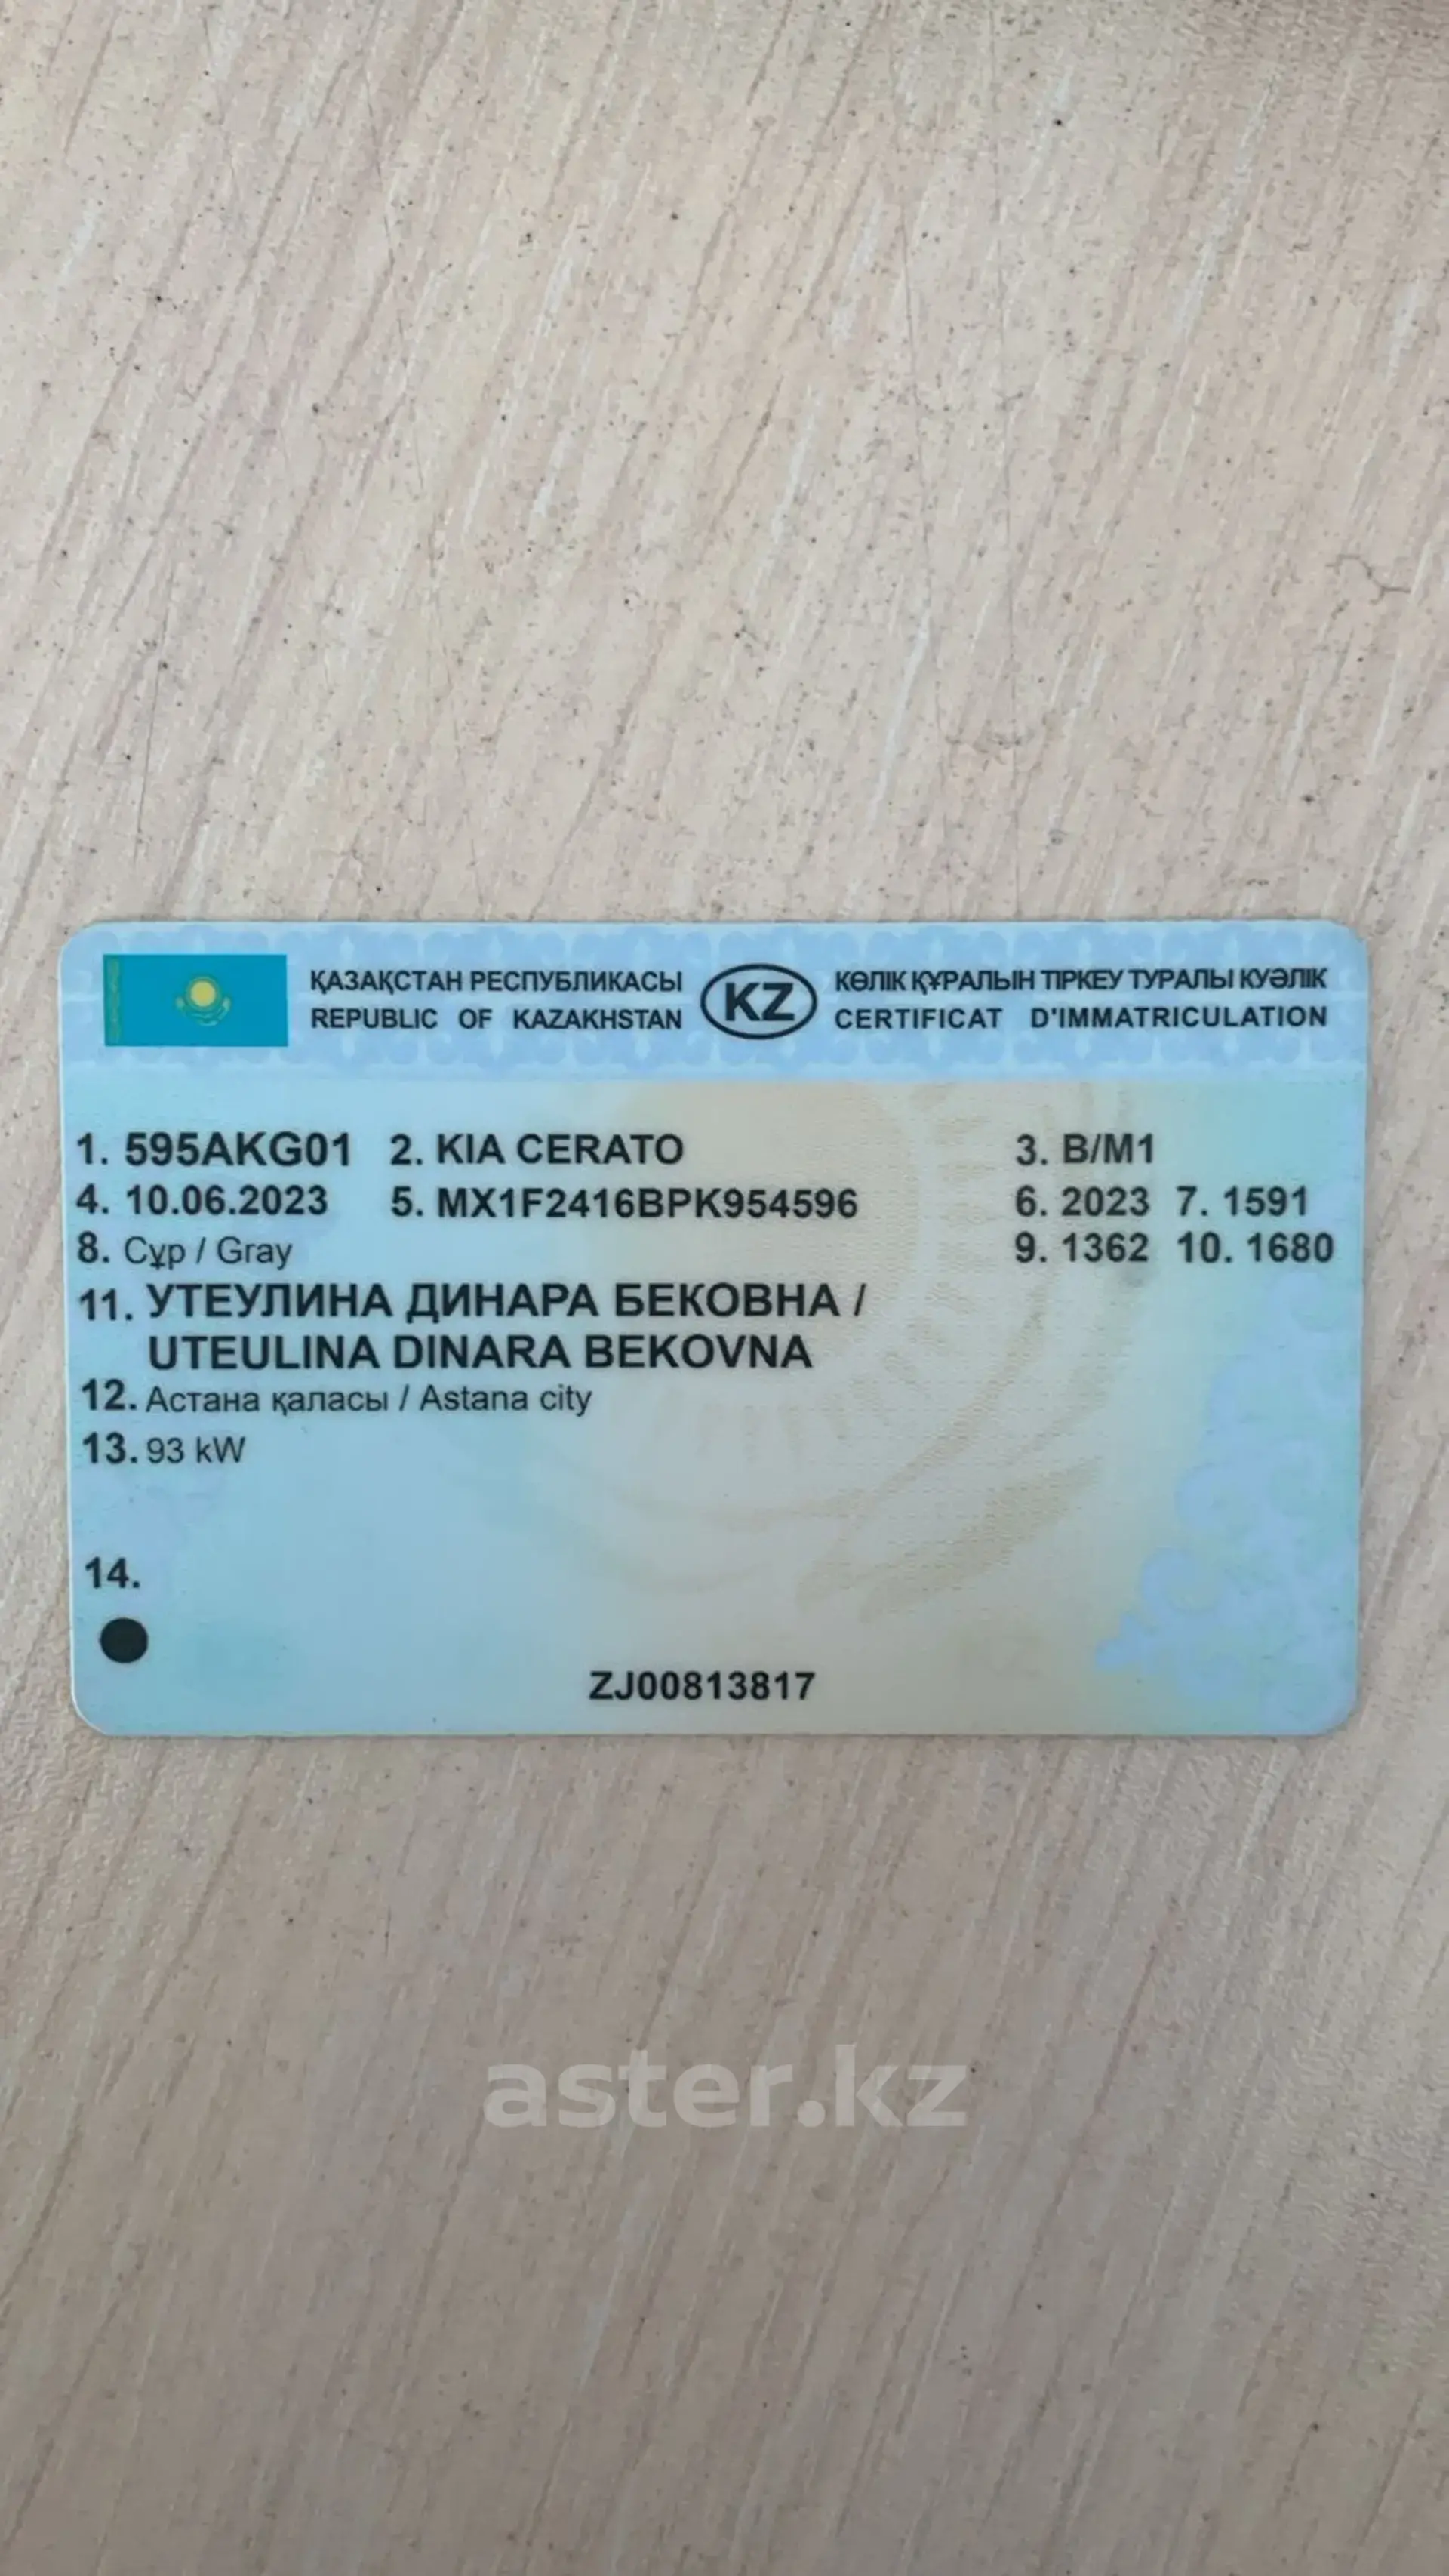 ҚАЗАҚСТАН РЕСПУБЛИКАСЫ KZ КӨЛІК ҚҰРАЛЫН ТІРКЕУ ТУРАЛЫ КУӘЛІК
REPUBLIC OF KAZAKHSTAN CERTIFICAT D'IMMATRICULATION
1. 595AKG01 2. KIA CERATO 3. B/M1
4. 10.06.2023 5. MX1F2416BPK954596 6. 2023 7. 1591
8. Сұр / Gray 9. 1362 10. 1680
11. УТЕУЛИНА ДИНАРА БЕКОВНА /
UTEULINA DINARA BEKOVNA
12. Астана қаласы / Astana city
13. 93 kW
14.
ZJ00813817
aster.kz